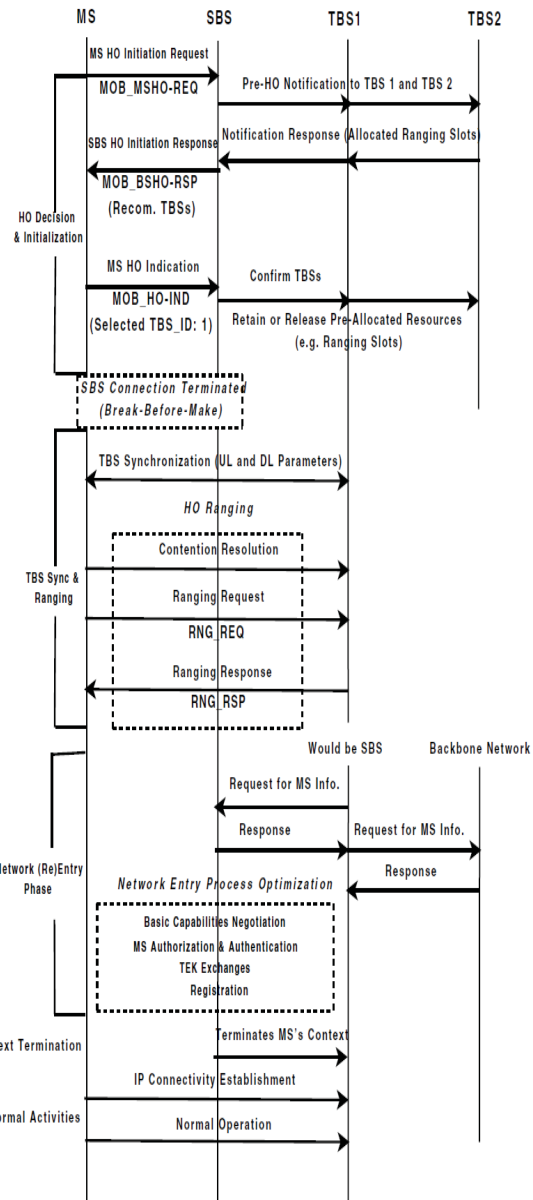 MS SBS TBS1 TBS2
MS HO Initiation Request
MOB_MSHO-REQ
Pre-HO Notification to TBS 1 and TBS 2
Notification Response (Allocated Ranging Slots)
SBS HO Initiation Response
MOB_BSHO-RSP
(Recom. TBSs)
HO Decision
& Initialization
MS HO Indication
MOB_HO-IND
(Selected TBS_ID: 1)
Confirm TBSs
Retain or Release Pre-Allocated Resources
(e.g. Ranging Slots)
SBS Connection Terminated
(Break-Before-Make)
TBS Synchronization (UL and DL Parameters)
HO Ranging
Contention Resolution
TBS Sync &
Ranging
Ranging Request
RNG_REQ
Ranging Response
RNG_RSP
Would be SBS Backbone Network
Request for MS Info.
Response
Request for MS Info.
Response
Network (Re)Entry
Phase
Network Entry Process Optimization
Basic Capabilities Negotiation
MS Authorization & Authentication
TEK Exchanges
Registration
Terminates MS's Context
ext Termination
IP Connectivity Establishment
ormal Activities
Normal Operation